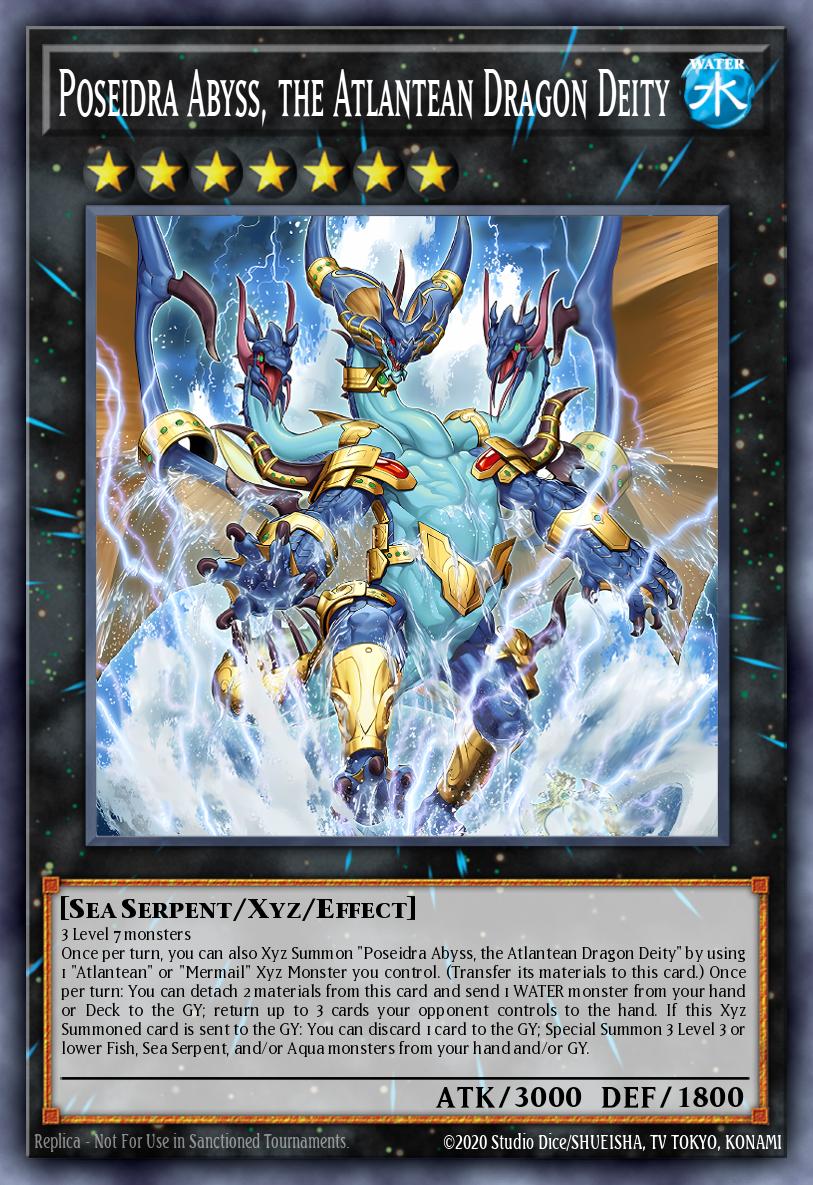 Poseidra Abyss, the Atlantean Dragon Deity
WATER
水
[Sea Serpent/Xyz/Effect]
3 Level 7 monsters
Once per turn, you can also Xyz Summon "Poseidra Abyss, the Atlantean Dragon Deity" by using
1 "Atlantean" or "Mermail" Xyz Monster you control. (Transfer its materials to this card.) Once
per turn: You can detach 2 materials from this card and send 1 WATER monster from your hand
or Deck to the GY; return up to 3 cards your opponent controls to the hand. If this Xyz
Summoned card is sent to the GY: You can discard 1 card to the GY; Special Summon 3 Level 3 or
lower Fish, Sea Serpent, and/or Aqua monsters from your hand and/or GY.
ATK/3000 DEF/1800
Replica - Not For Use in Sanctioned Tournaments.
©2020 Studio Dice/SHUEISHA, TV TOKYO, KONAMI